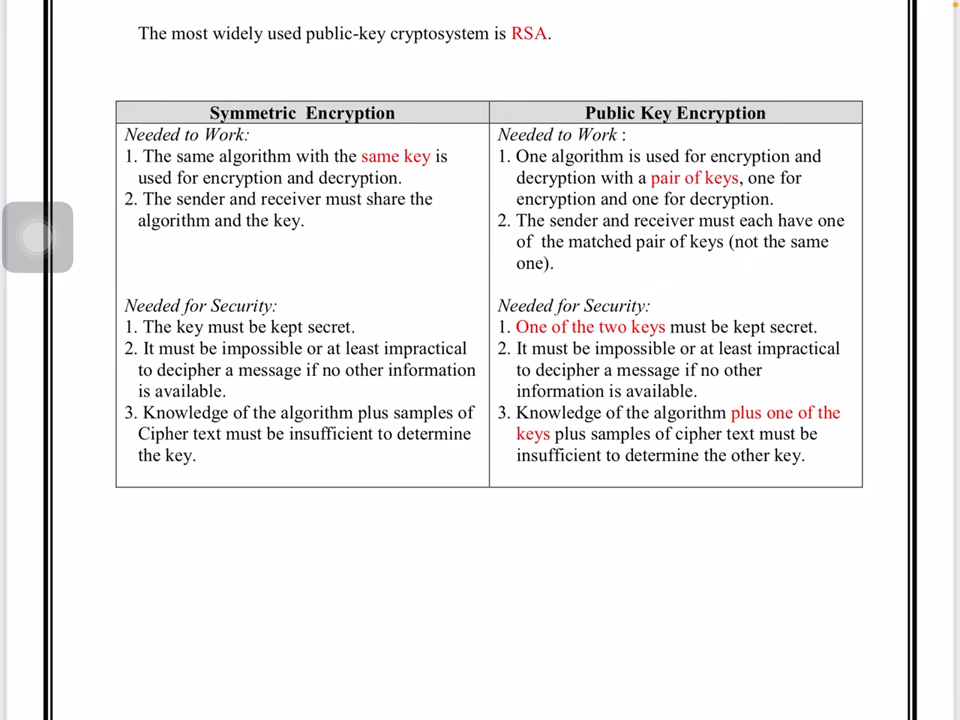 The most widely used public-key cryptosystem is RSA.
Symmetric Encryption
Needed to Work:
1. The same algorithm with the same key is
used for encryption and decryption.
2. The sender and receiver must share the
algorithm and the key.
Needed for Security:
1. The key must be kept secret.
2. It must be impossible or at least impractical
to decipher a message if no other information
is available.
3. Knowledge of the algorithm plus samples of
Cipher text must be insufficient to determine
the key.
Public Key Encryption
Needed to Work :
1. One algorithm is used for encryption and
decryption with a pair of keys, one for
encryption and one for decryption.
2. The sender and receiver must each have one
of the matched pair of keys (not the same
one).
Needed for Security:
1. One of the two keys must be kept secret.
2. It must be impossible or at least impractical
to decipher a message if no other
information is available.
3. Knowledge of the algorithm plus one of the
keys plus samples of cipher text must be
insufficient to determine the other key.